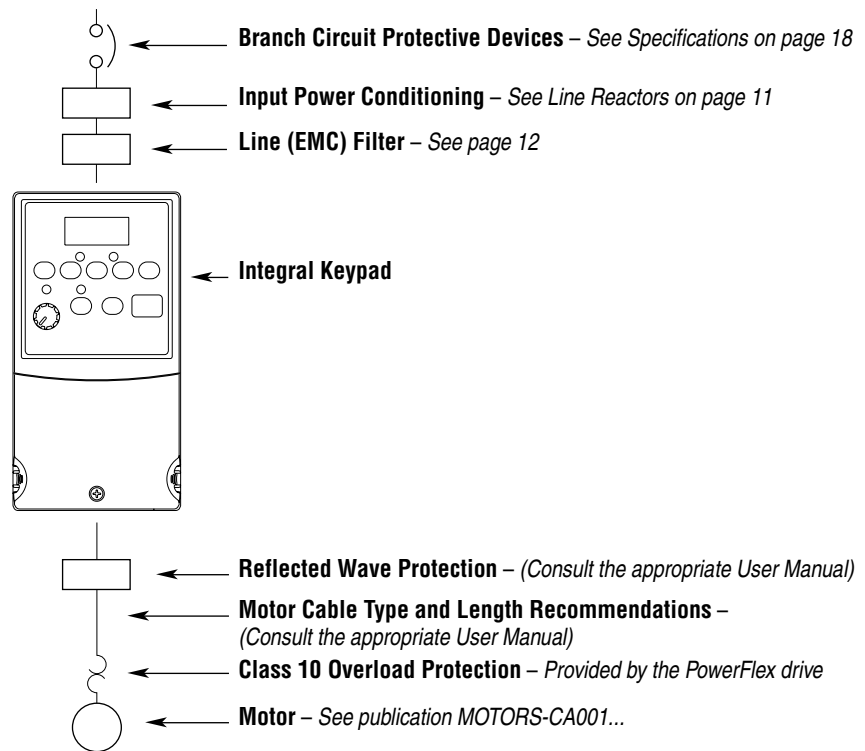 Branch Circuit Protective Devices – See Specifications on page 18
Input Power Conditioning – See Line Reactors on page 11
Line (EMC) Filter – See page 12
Integral Keypad
Reflected Wave Protection – (Consult the appropriate User Manual)
Motor Cable Type and Length Recommendations –
(Consult the appropriate User Manual)
Class 10 Overload Protection – Provided by the PowerFlex drive
Motor – See publication MOTORS-CA001...